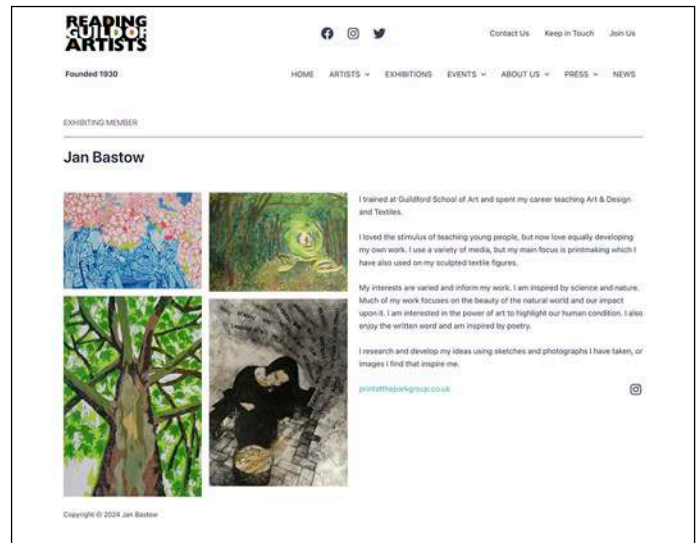 READING
GUILD OF
ARTISTS
Contact Us
Keep in Touch
Join Us
Founded 1930
HOME
ARTISTS
EXHIBITIONS
EVENTS
ABOUT US
PRESS
NEWS
EXHIBITING MEMBER
Jan Bastow
I trained at Guildford School of Art and spent my career teaching Art & Design
and Textiles.
I loved the stimulus of teaching young people, but now love equally developing
my own work. I use a variety of media, but my main focus is printmaking which I
have also used on my sculpted textile figures.
My interests are varied and inform my work. I am inspired by science and nature.
Much of my work focuses on the beauty of the natural world and our impact
upon it. I am interested in the power of art to highlight our human condition. I also
enjoy the written word and am inspired by poetry.
I research and develop my ideas using sketches and photographs I have taken, or
images I find that inspire me.
printattheparkgroup.co.uk
Copyright © 2024 Jan Bastow